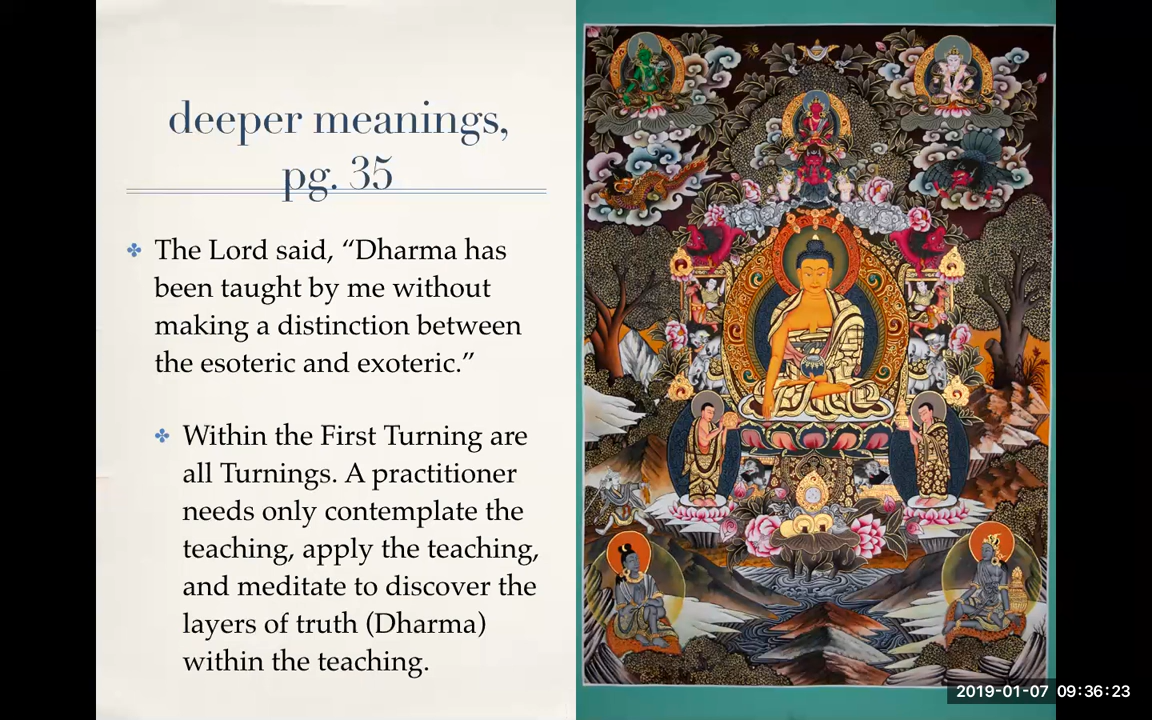 deeper meanings,
pg. 35
✤ The Lord said, “Dharma has
been taught by me without
making a distinction between
the esoteric and exoteric.”
✤ Within the First Turning are
all Turnings. A practitioner
needs only contemplate the
teaching, apply the teaching,
and meditate to discover the
layers of truth (Dharma)
within the teaching.
2019-01-07 09:36:23